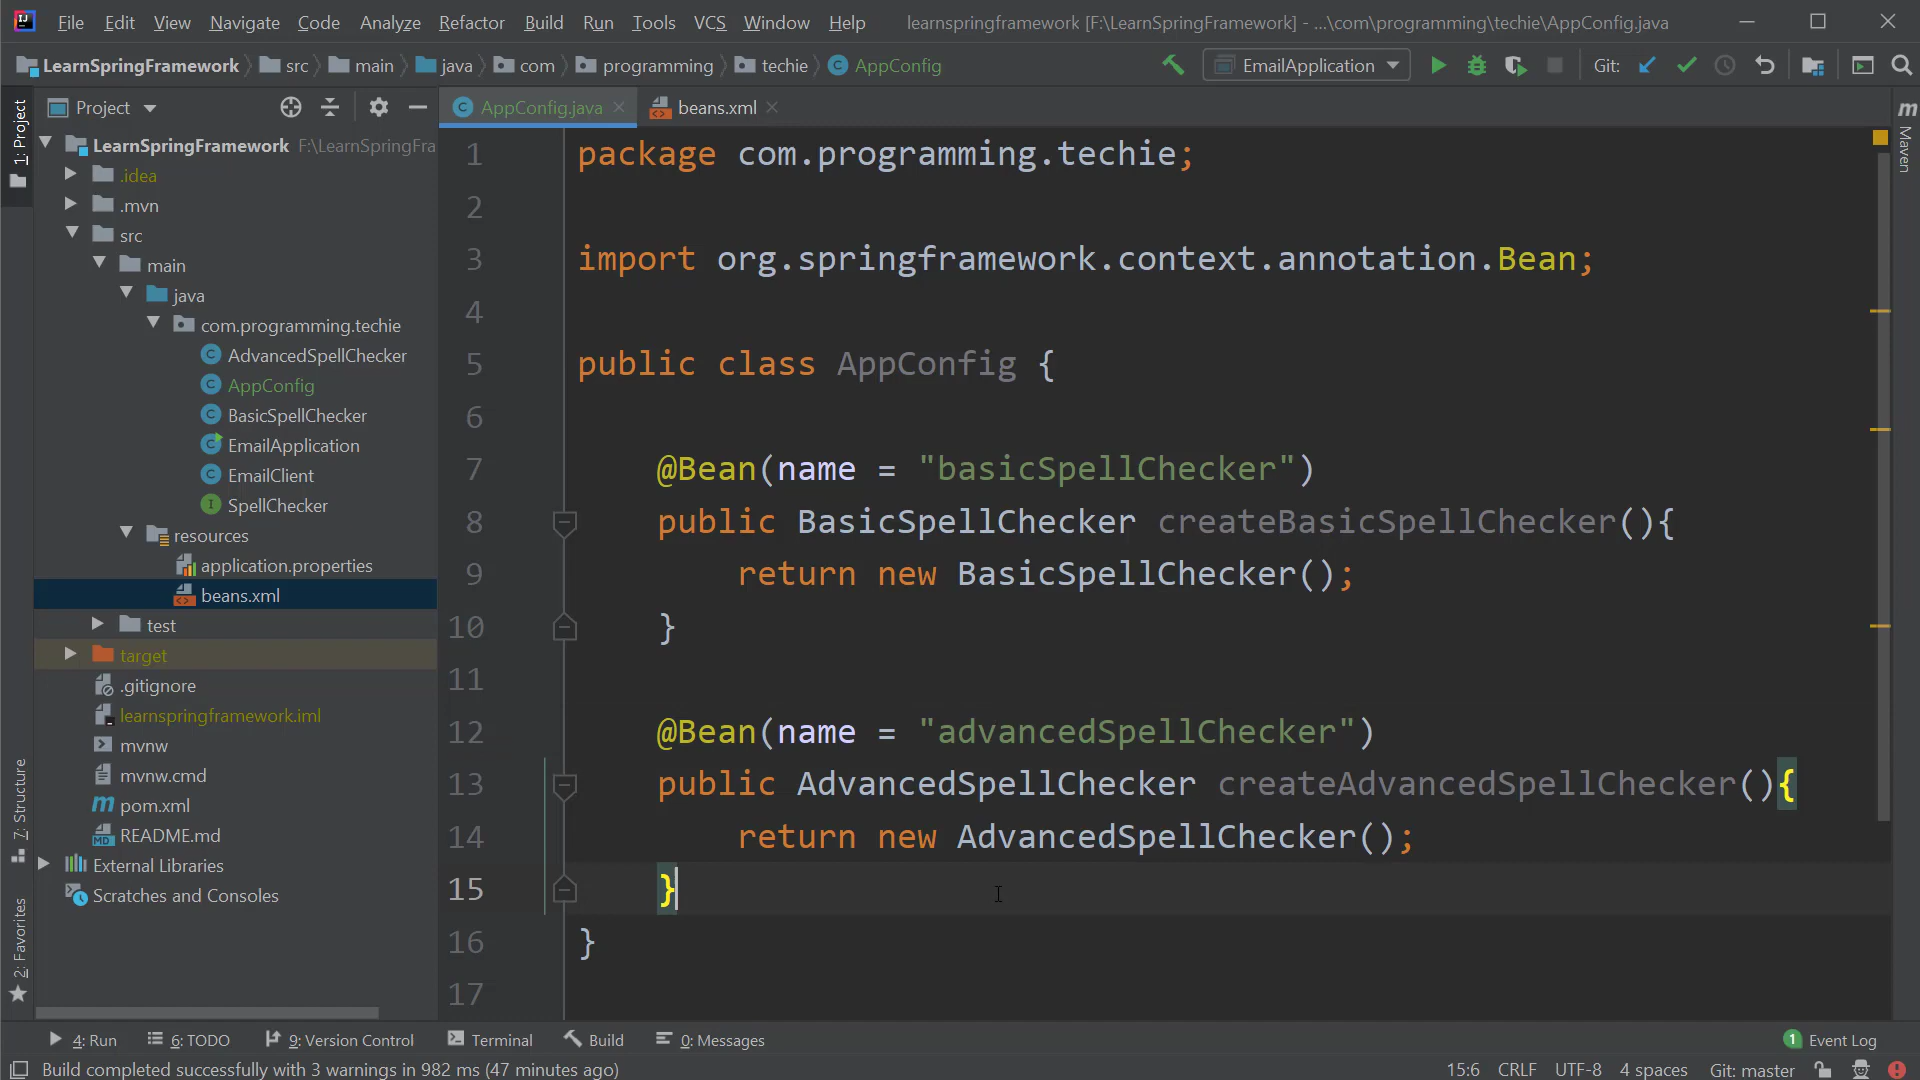 File Edit View Navigate Code Analyze Refactor Build Run Tools VCS Window Help learnspringframework [F:\LearnSpringFramework] - ...\com\programming\techie\AppConfig.java
LearnSpringFramework src main java com programming techie AppConfig EmailApplication Git:
1: Project
Project
AppConfig.java
beans.xml
Maven
LearnSpringFramework F:\LearnSpringFra
.idea
.mvn
src
main
java
com.programming.techie
AdvancedSpellChecker
AppConfig
BasicSpellChecker
EmailApplication
EmailClient
SpellChecker
resources
application.properties
beans.xml
test
target
.gitignore
learnspringframework.iml
mvnw
mvnw.cmd
pom.xml
README.md
External Libraries
Scratches and Consoles
7: Structure
2: Favorites
1 package com.programming.techie;
2
3 import org.springframework.context.annotation.Bean;
4
5 public class AppConfig {
6
7 @Bean(name = "basicSpellChecker")
8 public BasicSpellChecker createBasicSpellChecker(){
9 return new BasicSpellChecker();
10 }
11
12 @Bean(name = "advancedSpellChecker")
13 public AdvancedSpellChecker createAdvancedSpellChecker(){
14 return new AdvancedSpellChecker();
15 }
16 }
17
4: Run 6: TODO 9: Version Control Terminal Build 0: Messages 1 Event Log
Build completed successfully with 3 warnings in 982 ms (47 minutes ago) 15:6 CRLF UTF-8 4 spaces Git: master